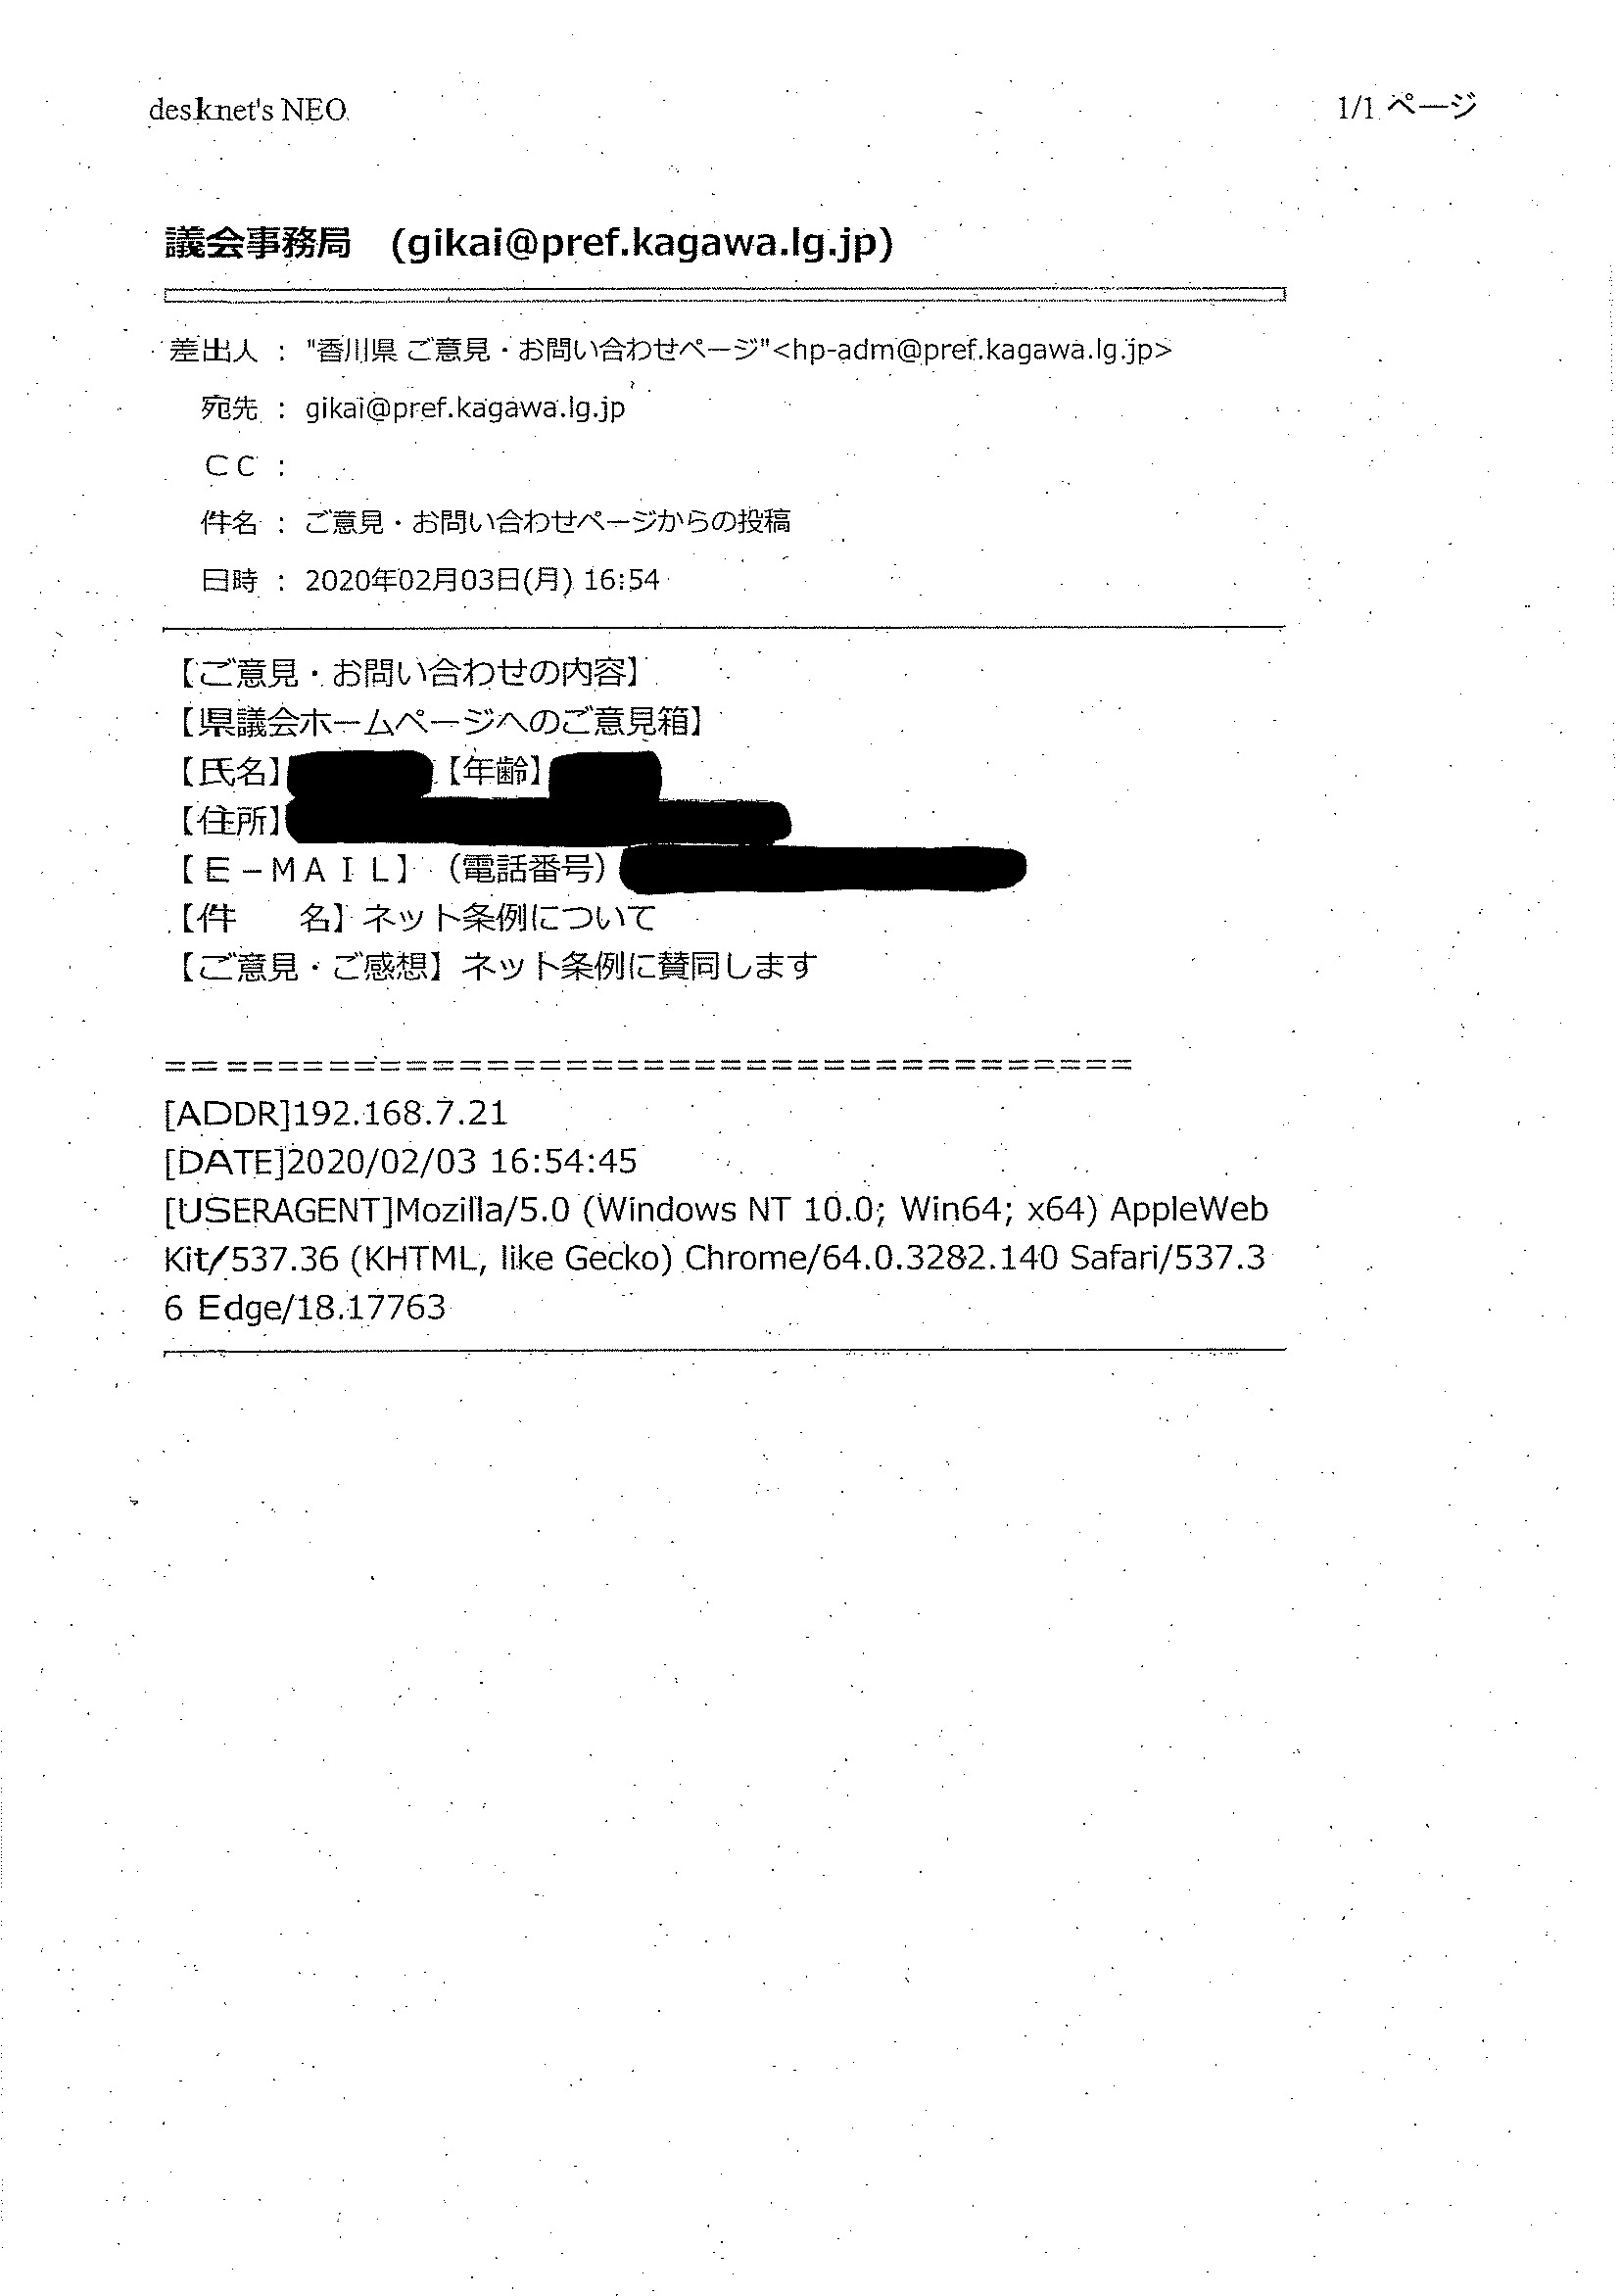 desknet's NEO
1/1 ページ
議会事務局　(gikai@pref.kagawa.lg.jp)
差出人 ： "香川県 ご意見・お問い合わせページ"<hp-adm@pref.kagawa.lg.jp>
宛先 ： gikai@pref.kagawa.lg.jp
ＣＣ ：
件名 ： ご意見・お問い合わせページからの投稿
日時 ： 2020年02月03日(月) 16:54
【ご意見・お問い合わせの内容】
【県議会ホームページへのご意見箱】
【氏名】【年齢】
【住所】
【Ｅ−ＭＡＩＬ】（電話番号）
【件　　名】ネット条例について
【ご意見・ご感想】ネット条例に賛同します
======================================
[ADDR]192.168.7.21
[DATE]2020/02/03 16:54:45
[USERAGENT]Mozilla/5.0 (Windows NT 10.0; Win64; x64) AppleWeb
Kit/537.36 (KHTML, like Gecko) Chrome/64.0.3282.140 Safari/537.3
6 Edge/18.17763